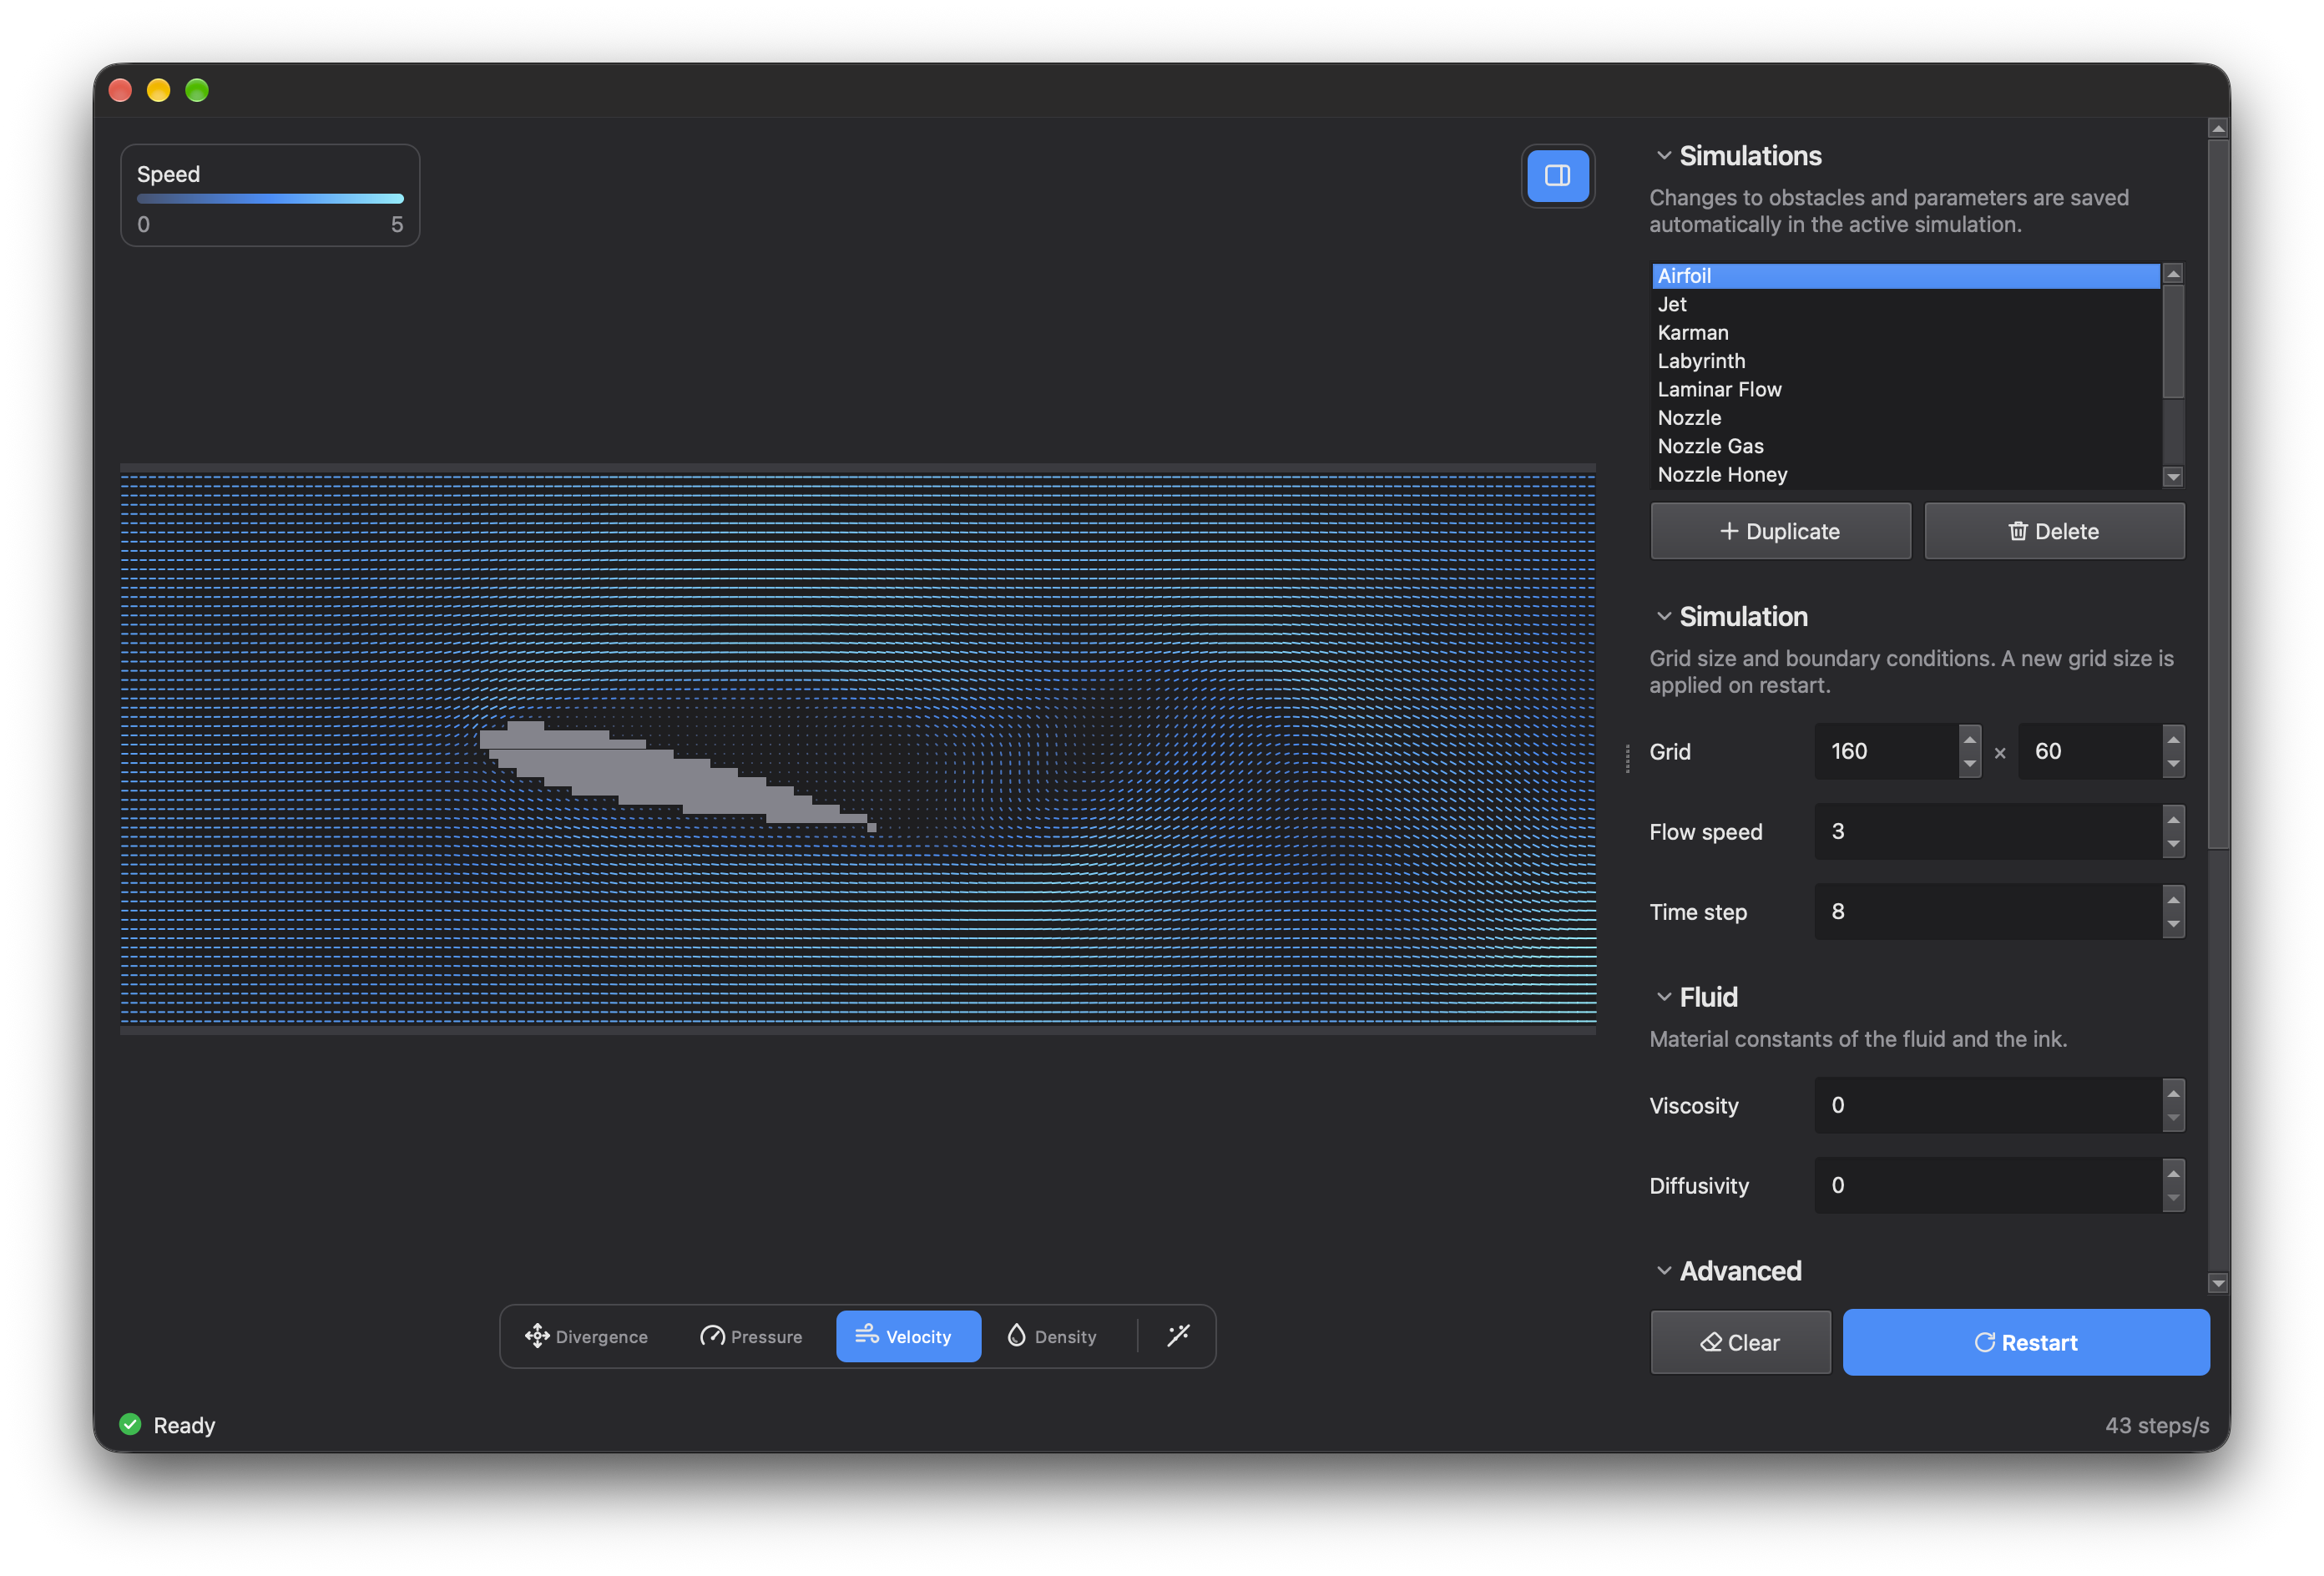 Speed
0 5
Simulations
Changes to obstacles and parameters are saved
automatically in the active simulation.
Airfoil
Jet
Karman
Labyrinth
Laminar Flow
Nozzle
Nozzle Gas
Nozzle Honey
Duplicate
Delete
Simulation
Grid size and boundary conditions. A new grid size is
applied on restart.
Grid 160 × 60
Flow speed 3
Time step 8
Fluid
Material constants of the fluid and the ink.
Viscosity 0
Diffusivity 0
Advanced
Divergence Pressure Velocity Density
Clear
Restart
Ready
43 steps/s